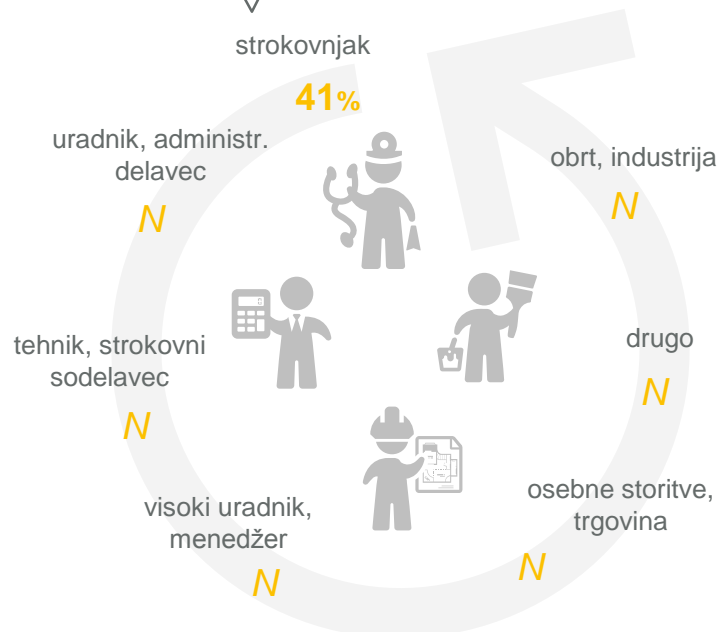 strokovnjak
41%
uradnik, administr.
delavec
N
tehnik, strokovni
sodelavec
N
visoki uradnik,
menedžer
N
osebne storitve,
trgovina
N
drugo
N
obrt, industrija
N